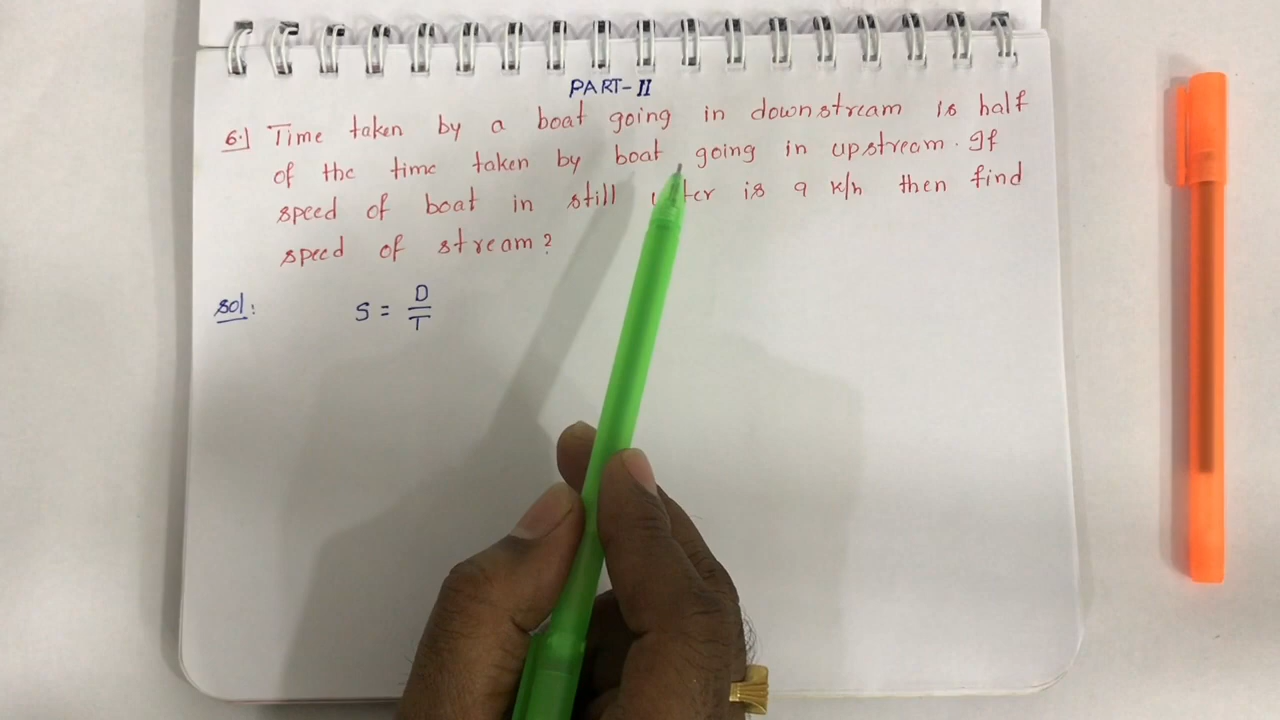 PART-II
6.) Time taken by a boat going in downstream is half
of the time taken by boat going in upstream. If
speed of boat in still is 9 k/h then find
speed of stream?
sol: S = D/T